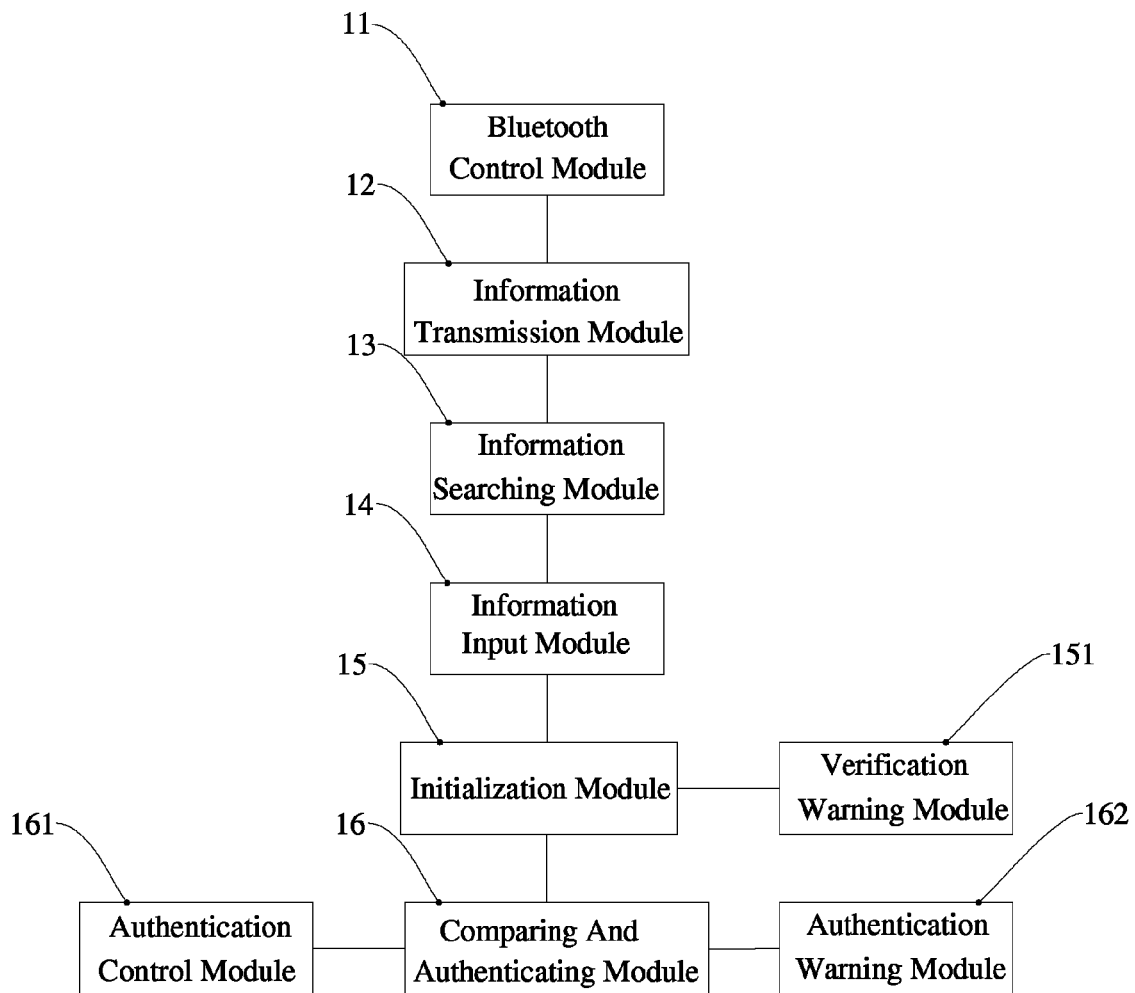 11
Bluetooth
Control Module
12
Information
Transmission Module
13
Information
Searching Module
14
Information
Input Module
15
151
Initialization Module
Verification
Warning Module
161
16
162
Authentication
Control Module
Comparing And
Authenticating Module
Authentication
Warning Module